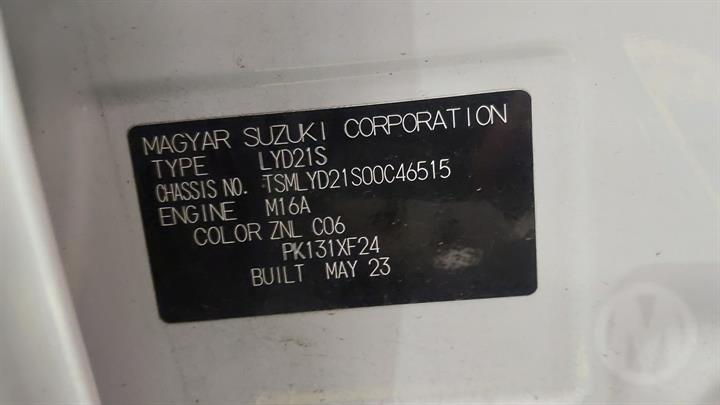 MAGYAR SUZUKI CORPORATION
TYPE LYD21S
CHASSIS NO. TSMLYD21S00C46515
ENGINE M16A
COLOR ZNL C06
PK131XF24
BUILT MAY 23
M